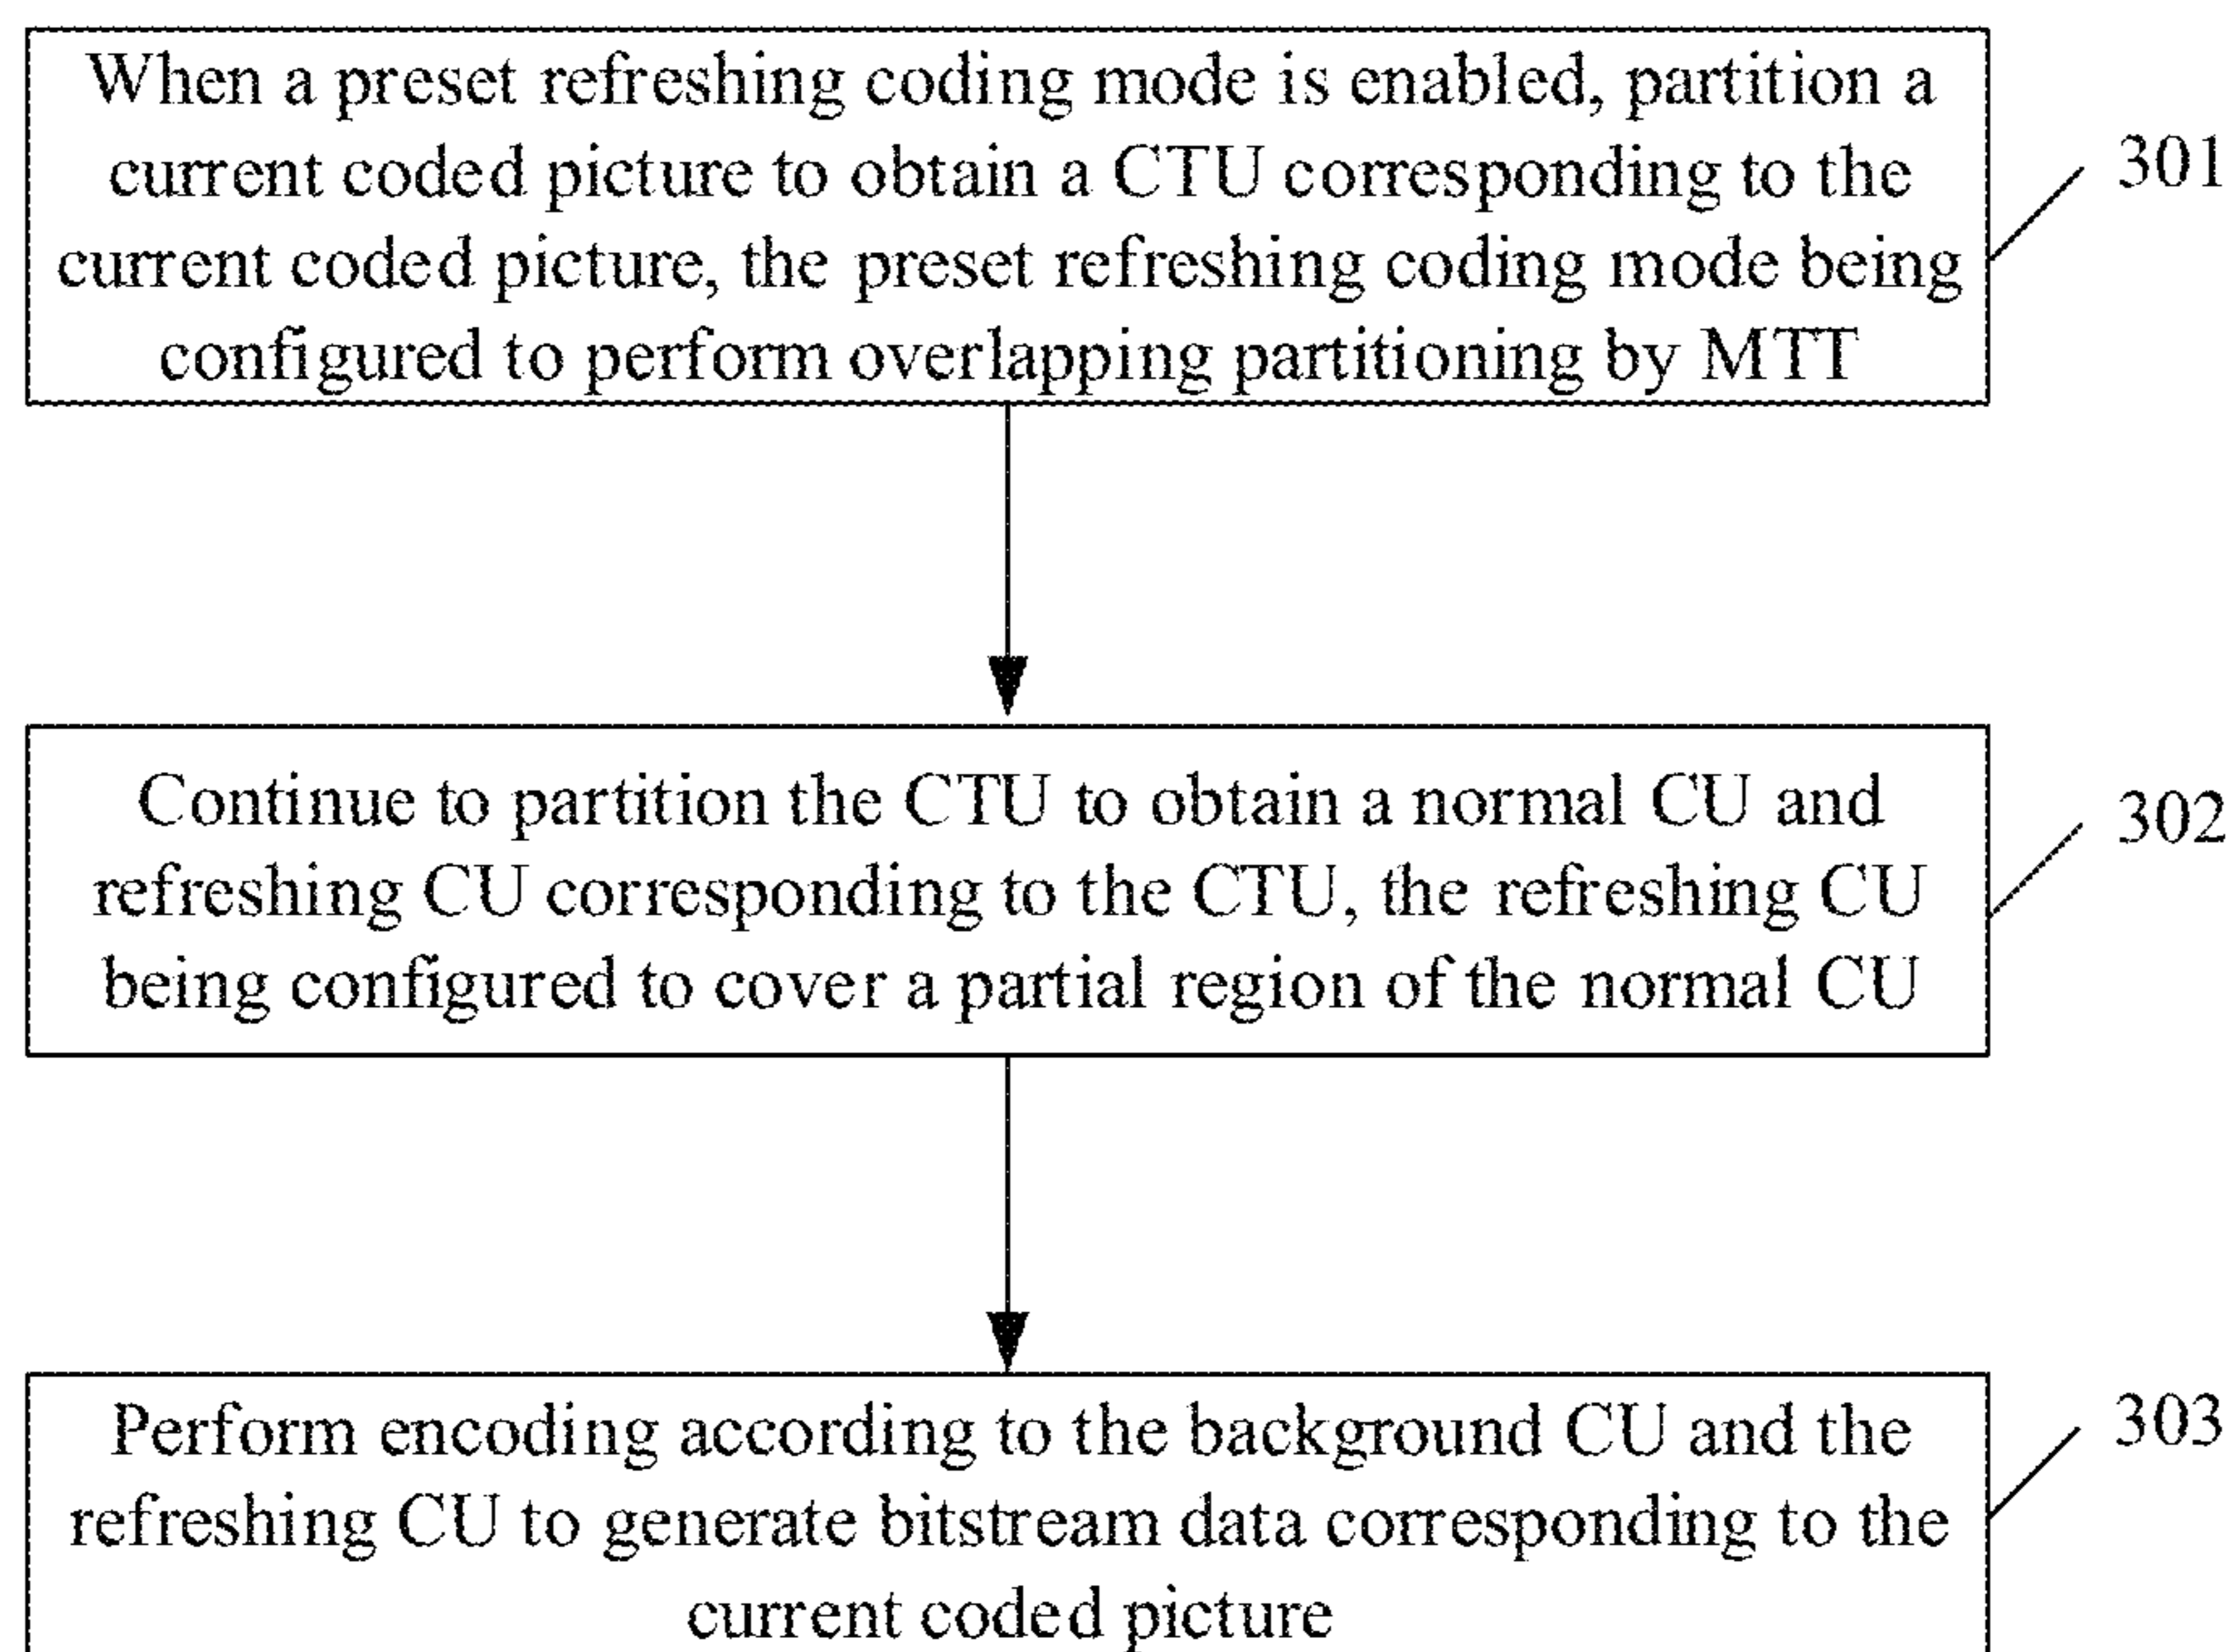 When a preset refreshing coding mode is enabled, partition a
current coded picture to obtain a CTU corresponding to the
current coded picture, the preset refreshing coding mode being
configured to perform overlapping partitioning by MTT
301
Continue to partition the CTU to obtain a normal CU and
refreshing CU corresponding to the CTU, the refreshing CU
being configured to cover a partial region of the normal CU
302
Perform encoding according to the background CU and the
refreshing CU to generate bitstream data corresponding to the
current coded picture
303